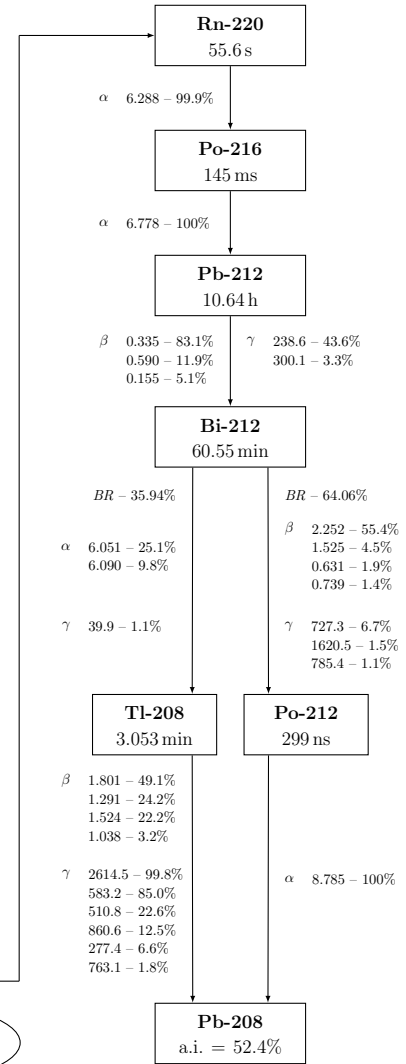 Rn-220
55.6 s
α 6.288 – 99.9%
Po-216
145 ms
α 6.778 – 100%
Pb-212
10.64 h
β 0.335 – 83.1%
0.590 – 11.9%
0.155 – 5.1%
γ 238.6 – 43.6%
300.1 – 3.3%
Bi-212
60.55 min
BR – 35.94%
α 6.051 – 25.1%
6.090 – 9.8%
γ 39.9 – 1.1%
BR – 64.06%
β 2.252 – 55.4%
1.525 – 4.5%
0.631 – 1.9%
0.739 – 1.4%
γ 727.3 – 6.7%
1620.5 – 1.5%
785.4 – 1.1%
Tl-208
3.053 min
Po-212
299 ns
β 1.801 – 49.1%
1.291 – 24.2%
1.524 – 22.2%
1.038 – 3.2%
γ 2614.5 – 99.8%
583.2 – 85.0%
510.8 – 22.6%
860.6 – 12.5%
277.4 – 6.6%
763.1 – 1.8%
α 8.785 – 100%
Pb-208
a.i. = 52.4%